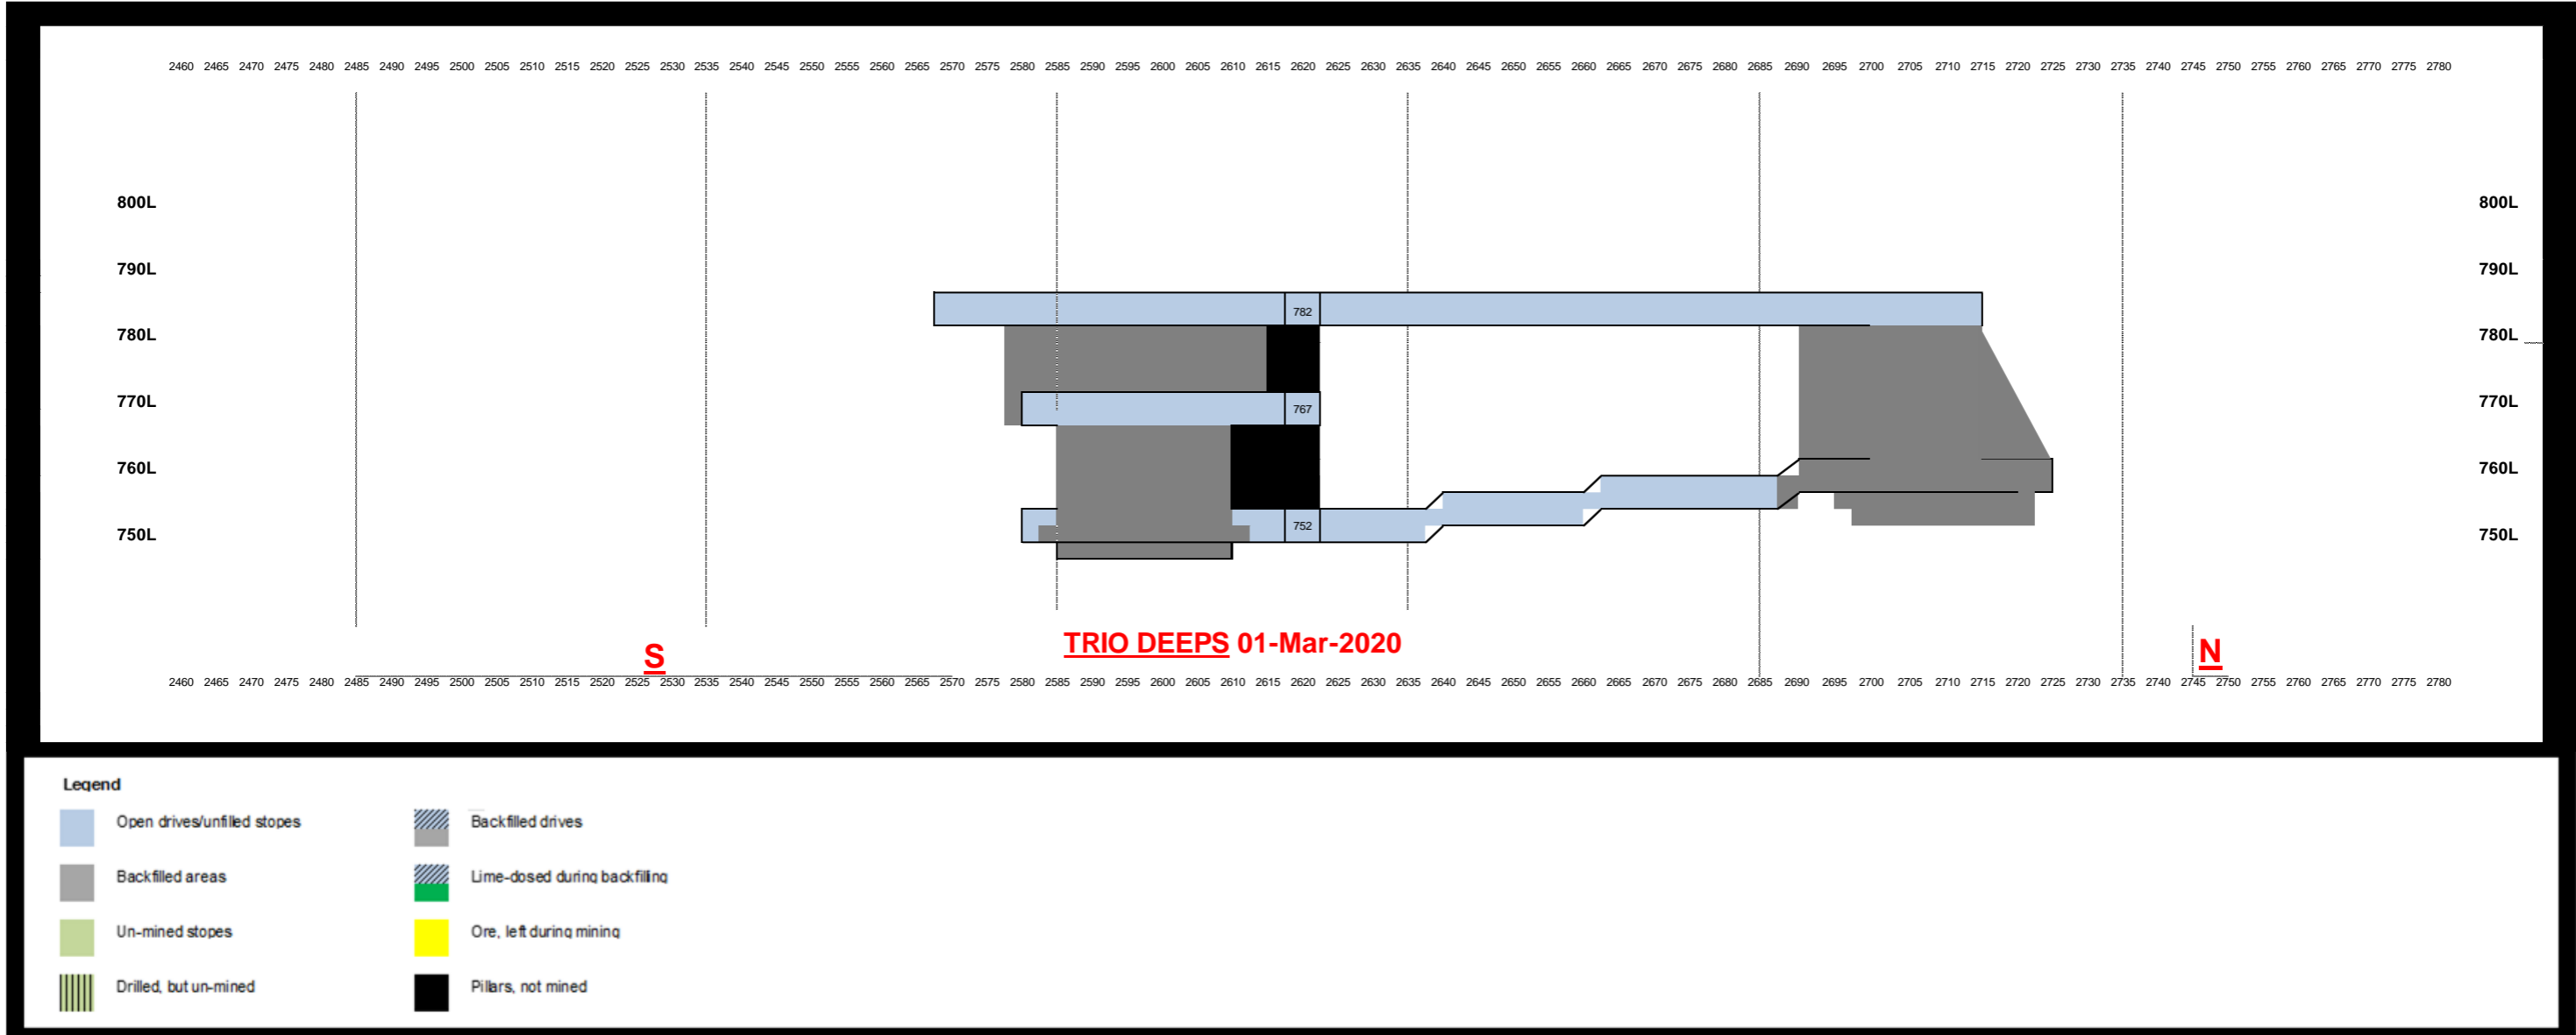 2460 2465 2470 2475 2480 2485 2490 2495 2500 2505 2510 2515 2520 2525 2530 2535 2540 2545 2550 2555 2560 2565 2570 2575 2580 2585 2590 2595 2600 2605 2610 2615 2620 2625 2630 2635 2640 2645 2650 2655 2660 2665 2670 2675 2680 2685 2690 2695 2700 2705 2710 2715 2720 2725 2730 2735 2740 2745 2750 2755 2760 2765 2770 2775 2780
800L 800L
790L 790L
782
780L 780L
770L 767 770L
760L 760L
750L 752 750L
TRIO DEEPS 01-Mar-2020
S N
2460 2465 2470 2475 2480 2485 2490 2495 2500 2505 2510 2515 2520 2525 2530 2535 2540 2545 2550 2555 2560 2565 2570 2575 2580 2585 2590 2595 2600 2605 2610 2615 2620 2625 2630 2635 2640 2645 2650 2655 2660 2665 2670 2675 2680 2685 2690 2695 2700 2705 2710 2715 2720 2725 2730 2735 2740 2745 2750 2755 2760 2765 2770 2775 2780
Legend
Open drives/unfilled stopes
Backfilled areas
Un-mined stopes
Drilled, but un-mined
Backfilled drives
Lime-dosed during backfilling
Ore, left during mining
Pillars, not mined